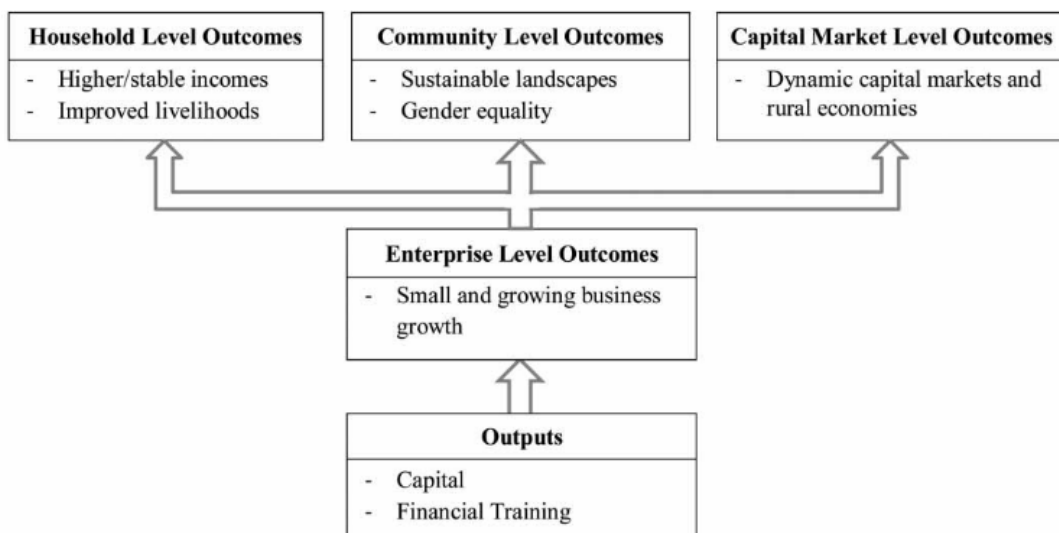 Household Level Outcomes
- Higher/stable incomes
- Improved livelihoods
Community Level Outcomes
- Sustainable landscapes
- Gender equality
Capital Market Level Outcomes
- Dynamic capital markets and
rural economies
Enterprise Level Outcomes
- Small and growing business
growth
Outputs
- Capital
- Financial Training